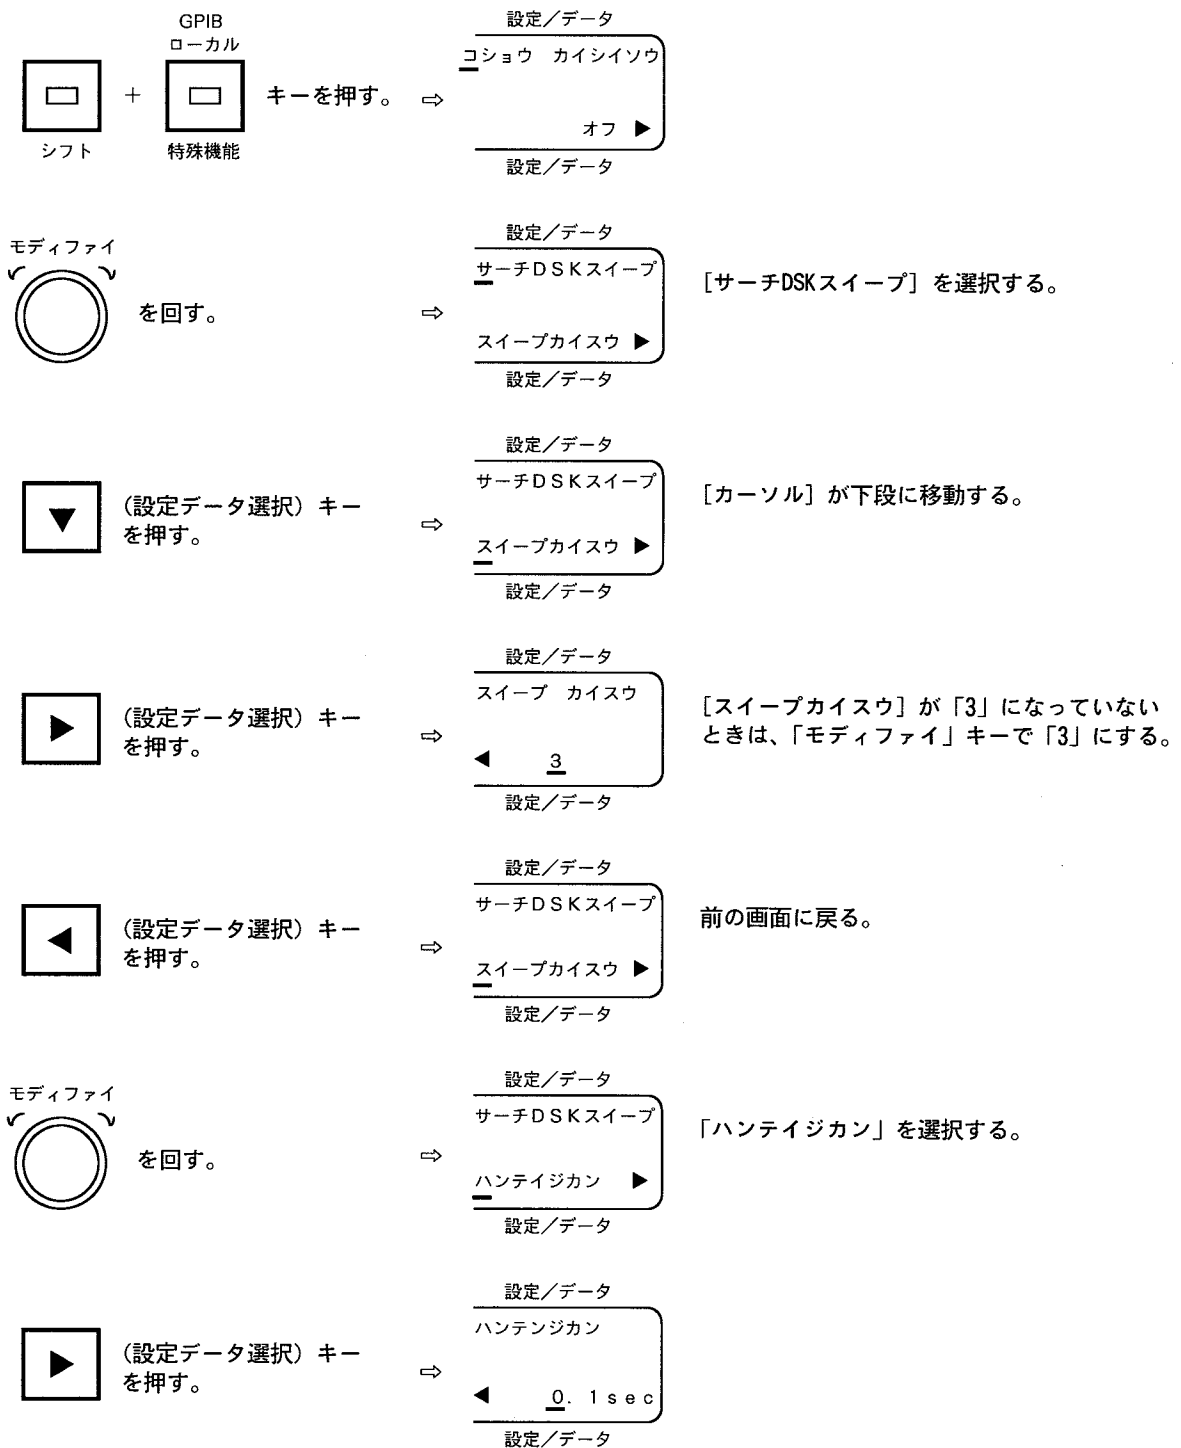 GPIB
ローカル
シフト
+
特殊機能
キーを押す。
⇨
設定／データ
コショウ　カイシイソウ
オフ ▶
設定／データ
モディファイ
を回す。
⇨
設定／データ
サーチDSKスイープ
スイープカイスウ ▶
設定／データ
［サーチDSKスイープ］を選択する。
▼
（設定データ選択）キー
を押す。
⇨
設定／データ
サーチDSKスイープ
スイープカイスウ ▶
設定／データ
［カーソル］が下段に移動する。
▶
（設定データ選択）キー
を押す。
⇨
設定／データ
スイープ　カイスウ
◀ 3
設定／データ
［スイープカイスウ］が「3」になっていない
ときは、「モディファイ」キーで「3」にする。
◀
（設定データ選択）キー
を押す。
⇨
設定／データ
サーチDSKスイープ
スイープカイスウ ▶
設定／データ
前の画面に戻る。
モディファイ
を回す。
⇨
設定／データ
サーチDSKスイープ
ハンテイジカン ▶
設定／データ
「ハンテイジカン」を選択する。
▶
（設定データ選択）キー
を押す。
⇨
設定／データ
ハンテンジカン
◀ 0. 1sec
設定／データ